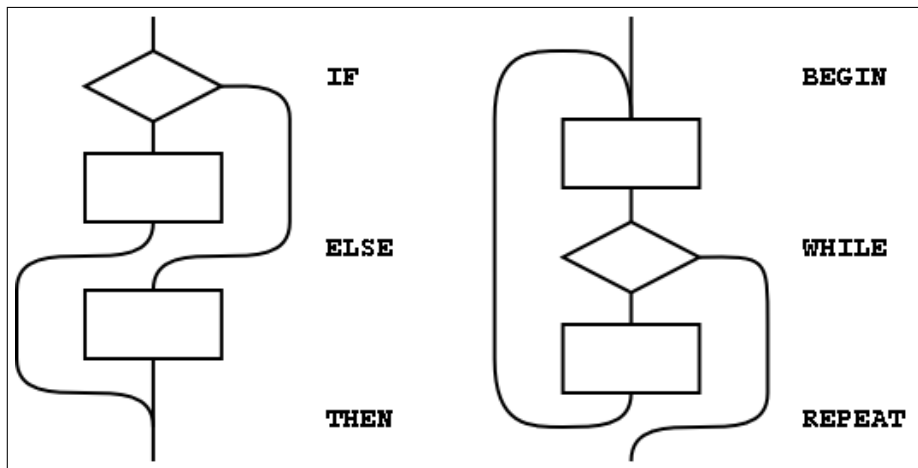 IF
ELSE
THEN
BEGIN
WHILE
REPEAT